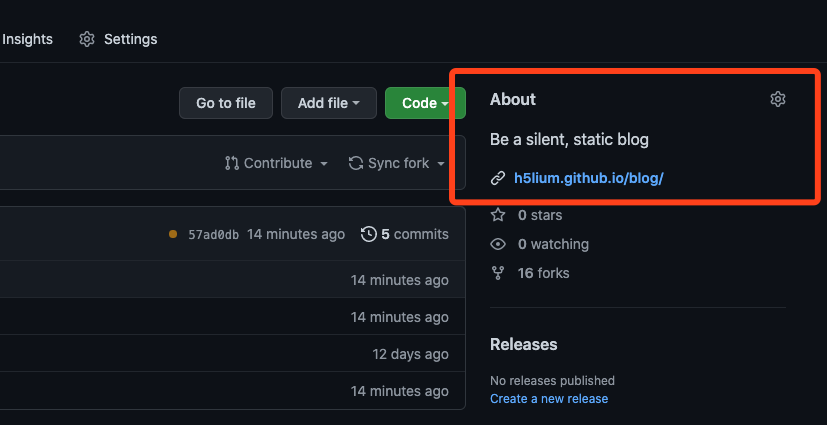 Insights Settings
Go to file Add file Code
About
Be a silent, static blog
h5lium.github.io/blog/
Contribute Sync fork
0 stars
57ad0db 14 minutes ago 5 commits
0 watching
16 forks
14 minutes ago
14 minutes ago
12 days ago
14 minutes ago
Releases
No releases published
Create a new release